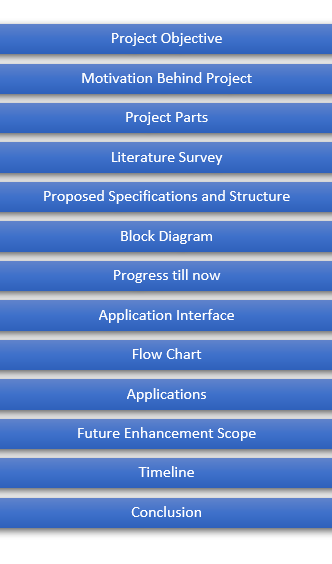 Project Objective
Motivation Behind Project
Project Parts
Literature Survey
Proposed Specifications and Structure
Block Diagram
Progress till now
Application Interface
Flow Chart
Applications
Future Enhancement Scope
Timeline
Conclusion